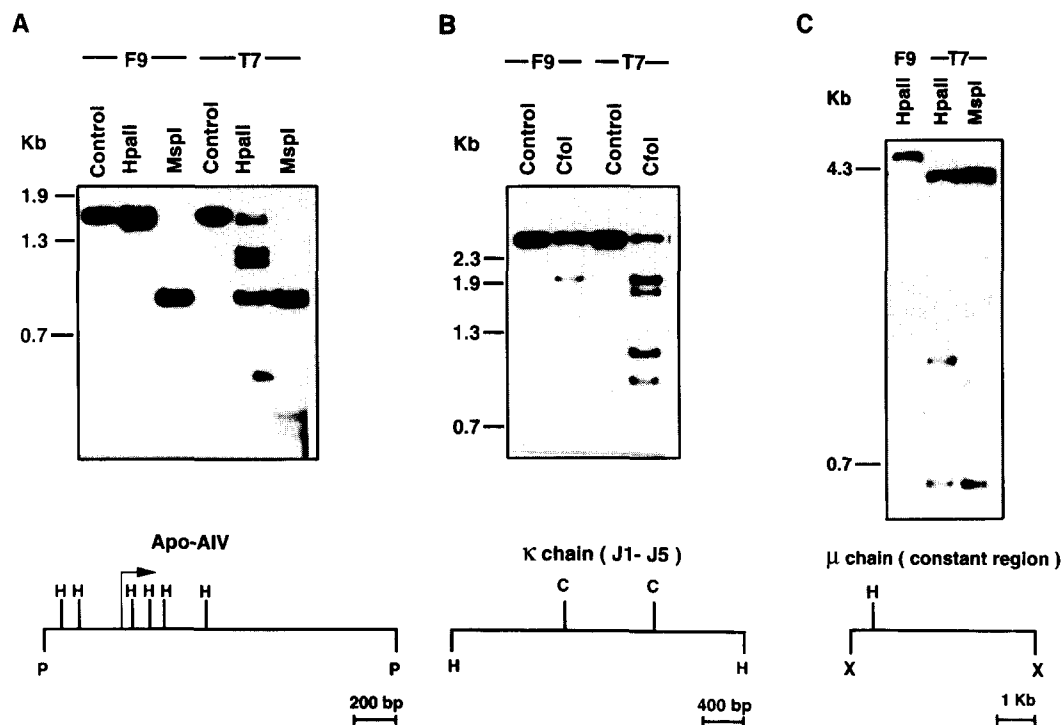 A
F9 T7
Kb
Control
HpaII
MspI
Control
HpaII
MspI
1.9
1.3
0.7
Apo-AIV
H H H H H H
P P
200 bp
B
F9 T7
Kb
Control
CfoI
Control
CfoI
2.3
1.9
1.3
0.7
K chain ( J1- J5 )
C C
H H
400 bp
C
F9 T7
Kb
HpaII
HpaII
MspI
4.3
0.7
μ chain ( constant region )
H
X X
1 Kb